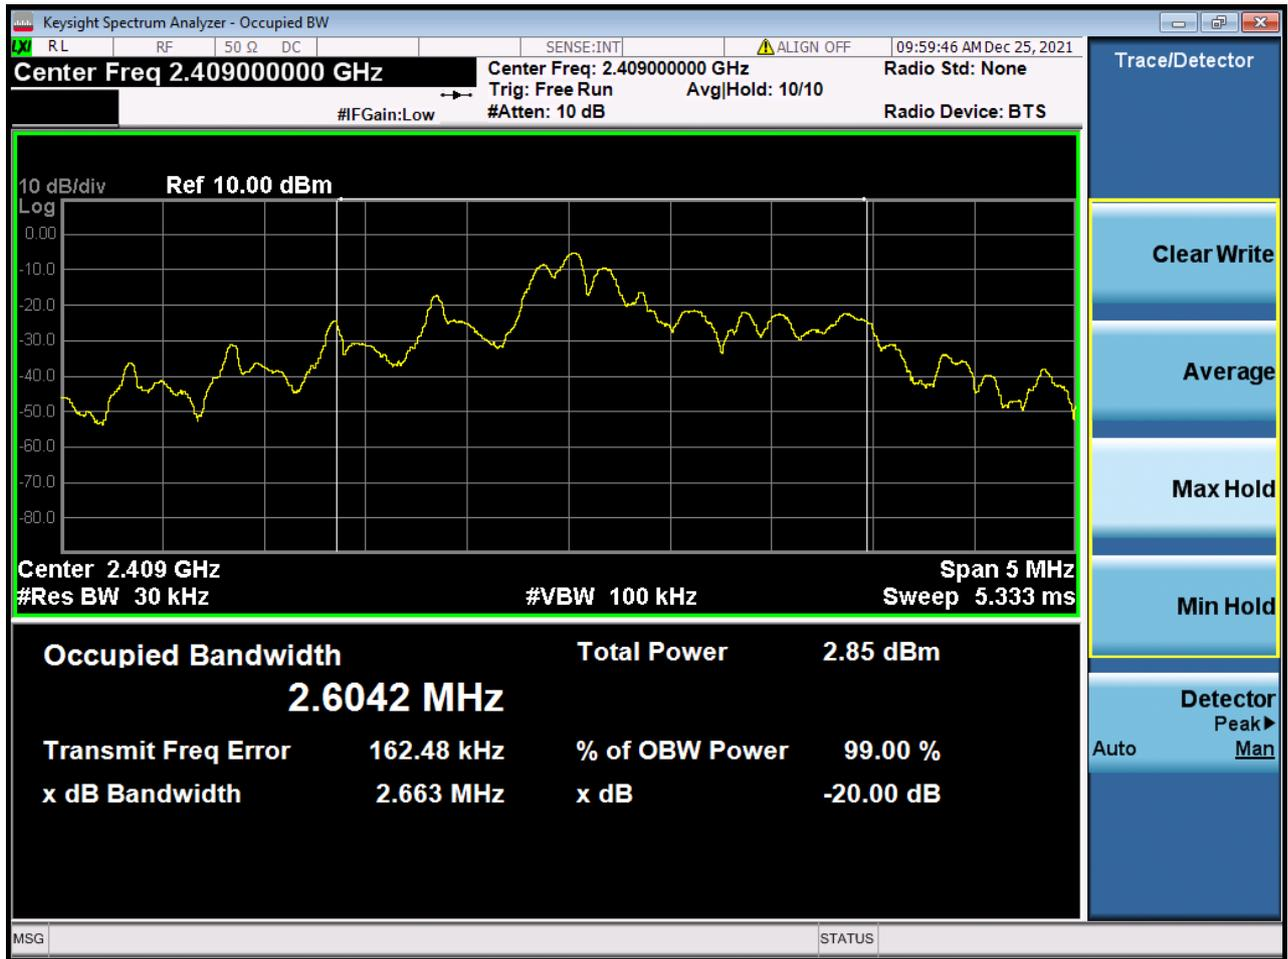 Keysight Spectrum Analyzer - Occupied BW
LXI RL RF 50 Ω DC SENSE:INT ALIGN OFF 09:59:46 AM Dec 25, 2021
Center Freq 2.409000000 GHz
Center Freq: 2.409000000 GHz Radio Std: None
Trig: Free Run Avg|Hold: 10/10
#IFGain:Low #Atten: 10 dB Radio Device: BTS
10 dB/div Ref 10.00 dBm
Log
0.00
-10.0
-20.0
-30.0
-40.0
-50.0
-60.0
-70.0
-80.0
Center 2.409 GHz Span 5 MHz
#Res BW 30 kHz #VBW 100 kHz Sweep 5.333 ms
Occupied Bandwidth Total Power 2.85 dBm
2.6042 MHz
Transmit Freq Error 162.48 kHz % of OBW Power 99.00 %
x dB Bandwidth 2.663 MHz x dB -20.00 dB
Trace/Detector
Clear Write
Average
Max Hold
Min Hold
Detector
Peak
Auto Man
MSG STATUS